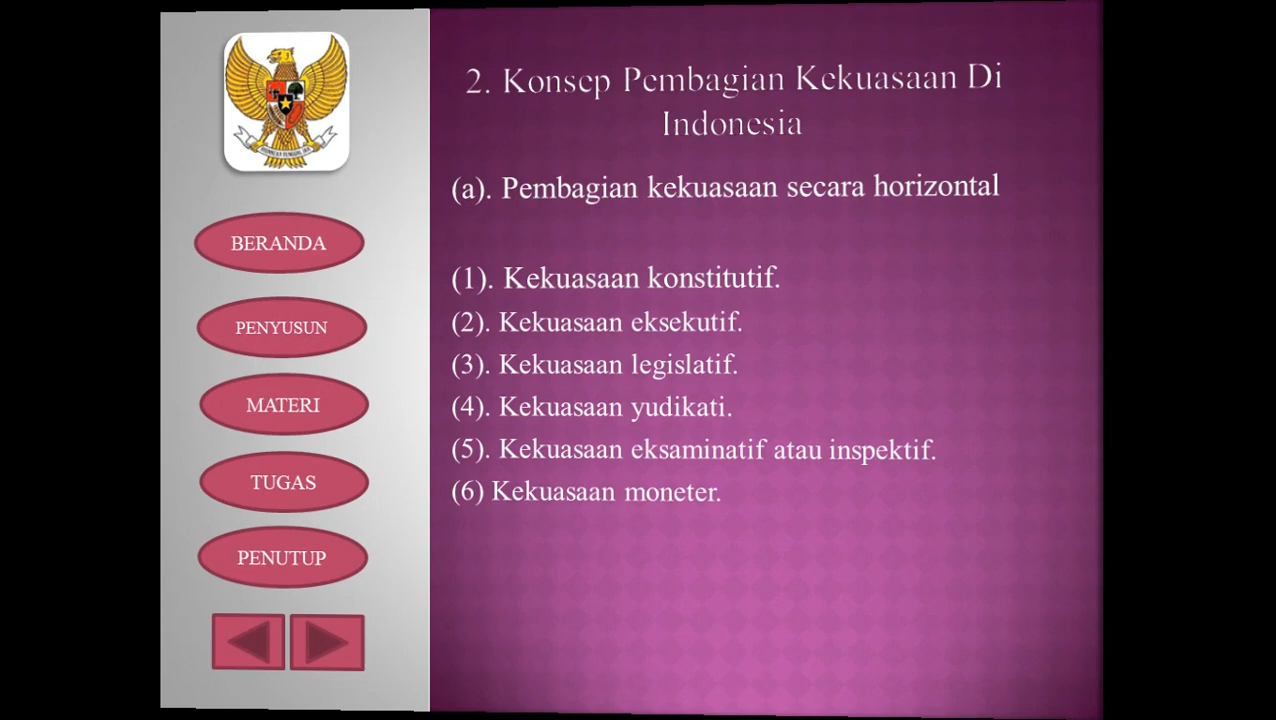 BERANDA
PENYUSUN
MATERI
TUGAS
PENUTUP
2. Konsep Pembagian Kekuasaan Di
Indonesia
(a). Pembagian kekuasaan secara horizontal
(1). Kekuasaan konstitutif.
(2). Kekuasaan eksekutif.
(3). Kekuasaan legislatif.
(4). Kekuasaan yudikati.
(5). Kekuasaan eksaminatif atau inspektif.
(6) Kekuasaan moneter.